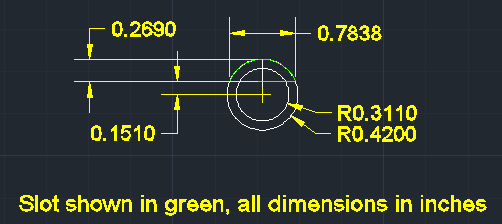 0.2690
0.7838
0.1510
R0.3110
R0.4200
Slot shown in green, all dimensions in inches